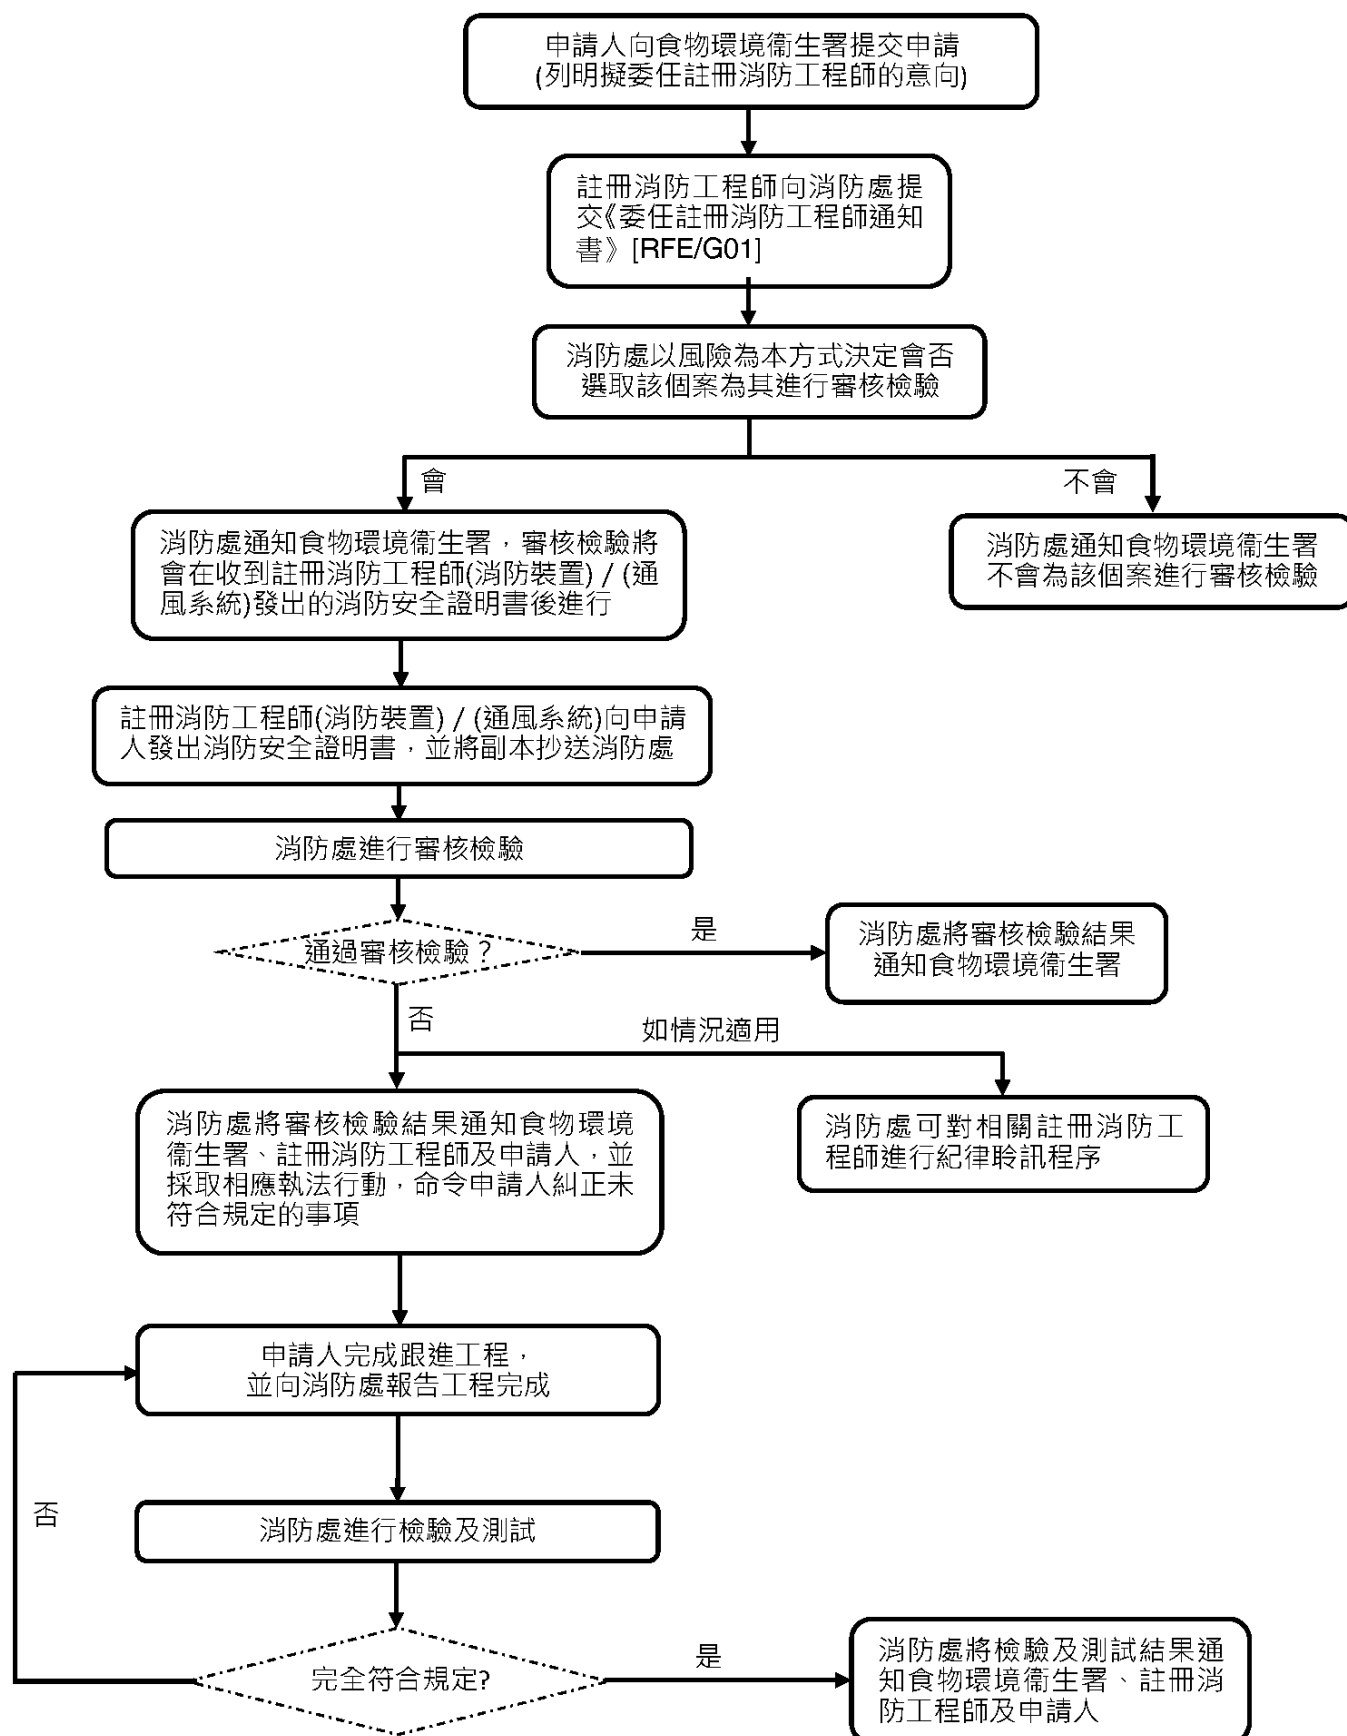 申請人向食物環境衞生署提交申請
(列明擬委任註冊消防工程師的意向)
註冊消防工程師向消防處提
交《委任註冊消防工程師通知
書》[RFE/G01]
消防處以風險為本方式決定會否
選取該個案為其進行審核檢驗
會
不會
消防處通知食物環境衞生署，審核檢驗將
會在收到註冊消防工程師(消防裝置) / (通
風系統)發出的消防安全證明書後進行
消防處通知食物環境衞生署
不會為該個案進行審核檢驗
註冊消防工程師(消防裝置) / (通風系統)向申請
人發出消防安全證明書，並將副本抄送消防處
消防處進行審核檢驗
通過審核檢驗？
是
消防處將審核檢驗結果
通知食物環境衞生署
否
如情況適用
消防處將審核檢驗結果通知食物環境
衞生署、註冊消防工程師及申請人，並
採取相應執法行動，命令申請人糾正未
符合規定的事項
消防處可對相關註冊消防工
程師進行紀律聆訊程序
申請人完成跟進工程，
並向消防處報告工程完成
否
消防處進行檢驗及測試
完全符合規定?
是
消防處將檢驗及測試結果通
知食物環境衞生署、註冊消
防工程師及申請人